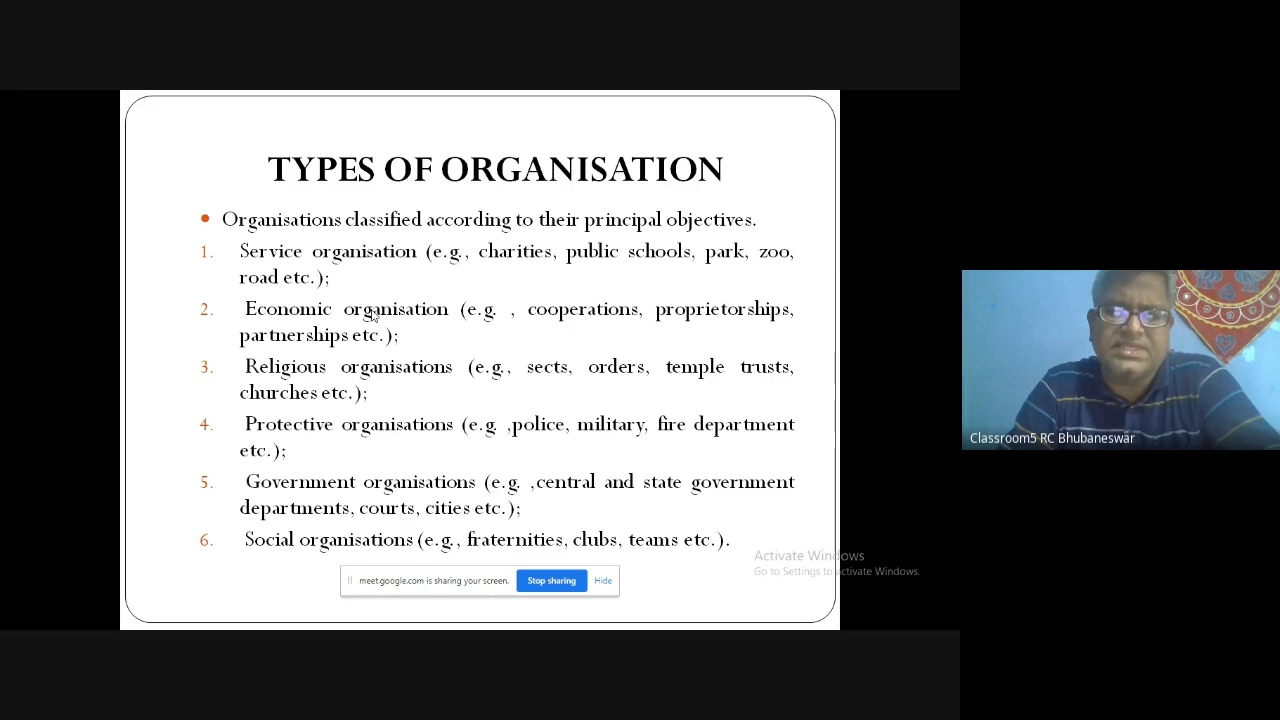 TYPES OF ORGANISATION
• Organisations classified according to their principal objectives.
1. Service organisation (e.g., charities, public schools, park, zoo,
road etc.);
2. Economic organisation (e.g. , cooperations, proprietorships,
partnerships etc.);
3. Religious organisations (e.g., sects, orders, temple trusts,
churches etc.);
4. Protective organisations (e.g. ,police, military, fire department
etc.);
5. Government organisations (e.g. ,central and state government
departments, courts, cities etc.);
6. Social organisations (e.g., fraternities, clubs, teams etc.).
meet.google.com is sharing your screen. Stop sharing Hide
Activate Windows
Go to Settings to activate Windows.
Classroom5 RC Bhubaneswar